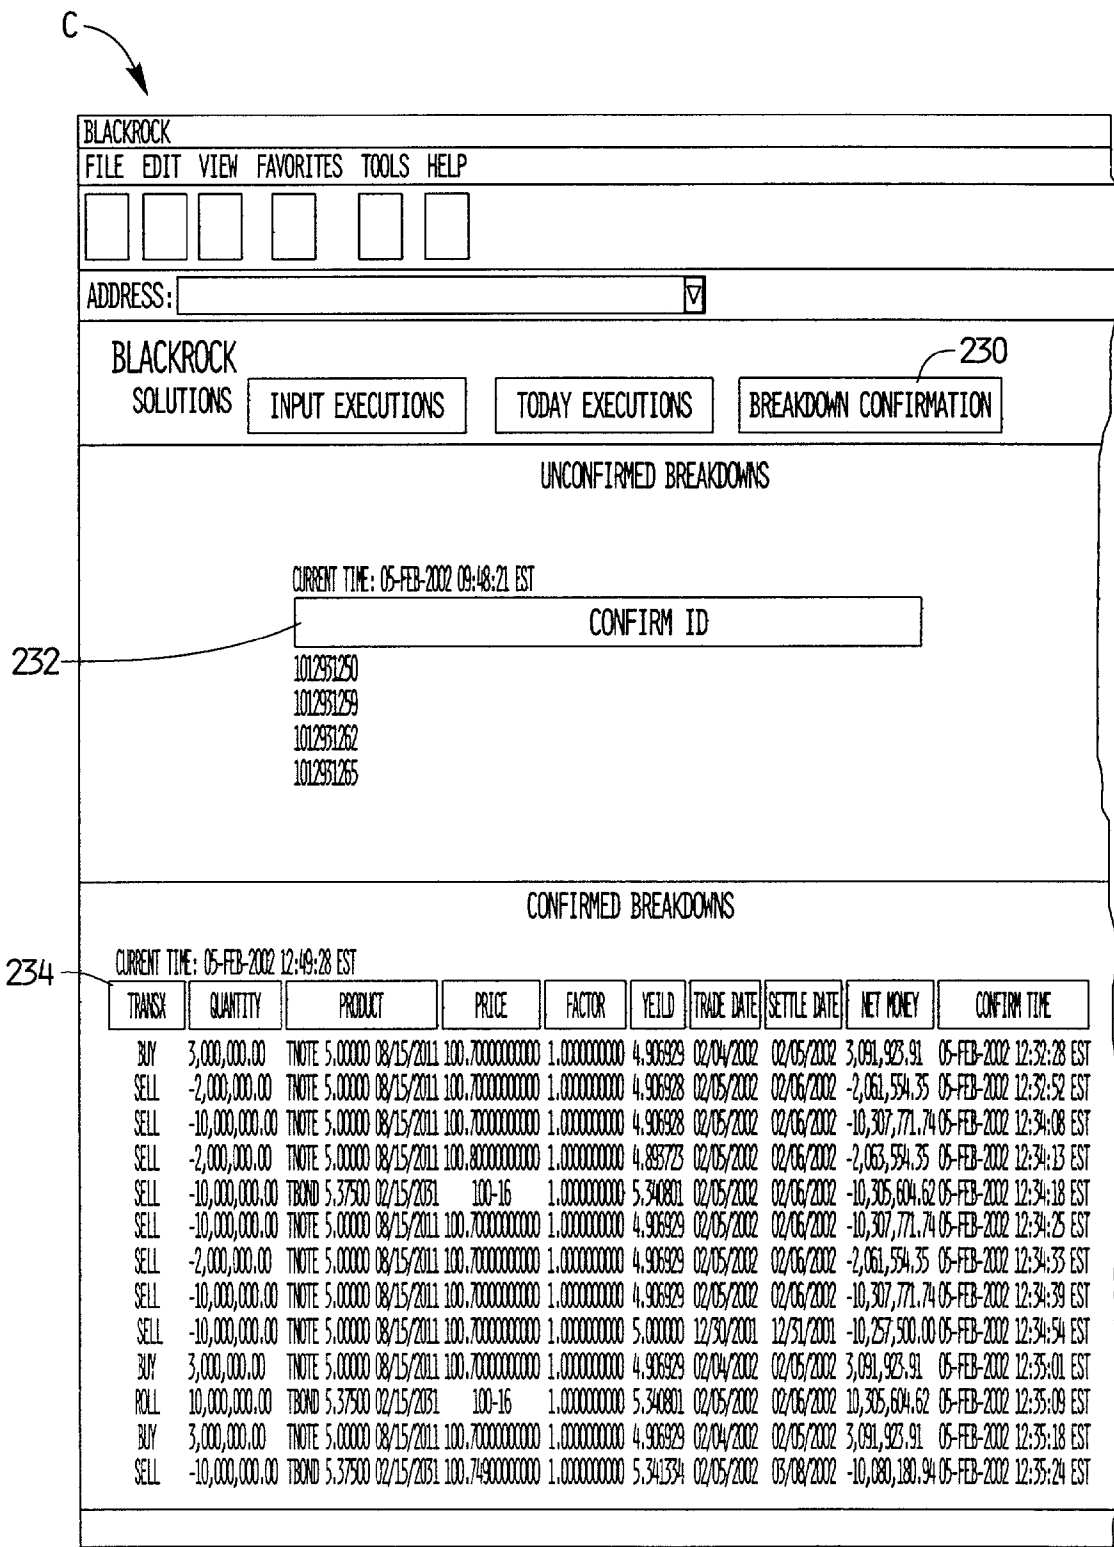 C
BLACKROCK
FILE EDIT VIEW FAVORITES TOOLS HELP
ADDRESS:
230
BLACKROCK
SOLUTIONS INPUT EXECUTIONS TODAY EXECUTIONS BREAKDOWN CONFIRMATION
UNCONFIRMED BREAKDOWNS
CURRENT TIME: 05-FEB-2002 09:48:21 EST
CONFIRM ID
232
1012931250
1012931259
1012931262
1012931265
CONFIRMED BREAKDOWNS
CURRENT TIME: 05-FEB-2002 12:49:28 EST
234
TRANSX QUANTITY PRODUCT PRICE FACTOR YEILD TRADE DATE SETTLE DATE NET MONEY CONFIRM TIME
BUY 3,000,000.00 TNOTE 5.00000 08/15/2011 100.7000000000 1.0000000000 4.906929 02/04/2002 02/05/2002 3,091,923.91 05-FEB-2002 12:32:28 EST
SELL -2,000,000.00 TNOTE 5.00000 08/15/2011 100.7000000000 1.0000000000 4.906928 02/05/2002 02/06/2002 -2,061,554.35 05-FEB-2002 12:32:52 EST
SELL -10,000,000.00 TNOTE 5.00000 08/15/2011 100.7000000000 1.0000000000 4.906928 02/05/2002 02/06/2002 -10,307,771.74 05-FEB-2002 12:34:08 EST
SELL -2,000,000.00 TNOTE 5.00000 08/15/2011 100.8000000000 1.0000000000 4.893723 02/05/2002 02/06/2002 -2,063,554.35 05-FEB-2002 12:34:13 EST
SELL -10,000,000.00 TBOND 5.37500 02/15/2031 100-16 1.0000000000 5.340801 02/05/2002 02/06/2002 -10,305,604.62 05-FEB-2002 12:34:18 EST
SELL -10,000,000.00 TNOTE 5.00000 08/15/2011 100.7000000000 1.0000000000 4.906929 02/05/2002 02/06/2002 -10,307,771.74 05-FEB-2002 12:34:25 EST
SELL -2,000,000.00 TNOTE 5.00000 08/15/2011 100.7000000000 1.0000000000 4.906929 02/05/2002 02/06/2002 -2,061,554.35 05-FEB-2002 12:34:33 EST
SELL -10,000,000.00 TNOTE 5.00000 08/15/2011 100.7000000000 1.0000000000 4.906929 02/05/2002 02/06/2002 -10,307,771.74 05-FEB-2002 12:34:39 EST
SELL -10,000,000.00 TNOTE 5.00000 08/15/2011 100.7000000000 1.0000000000 5.000000 12/30/2001 12/31/2001 -10,257,500.00 05-FEB-2002 12:34:54 EST
BUY 3,000,000.00 TNOTE 5.00000 08/15/2011 100.7000000000 1.0000000000 4.906929 02/04/2002 02/05/2002 3,091,923.91 05-FEB-2002 12:35:01 EST
ROLL 10,000,000.00 TBOND 5.37500 02/15/2031 100-16 1.0000000000 5.340801 02/05/2002 02/06/2002 10,305,604.62 05-FEB-2002 12:35:09 EST
BUY 3,000,000.00 TNOTE 5.00000 08/15/2011 100.7000000000 1.0000000000 4.906929 02/04/2002 02/05/2002 3,091,923.91 05-FEB-2002 12:35:18 EST
SELL -10,000,000.00 TBOND 5.37500 02/15/2031 100.7490000000 1.0000000000 5.341334 02/05/2002 03/08/2002 -10,080,180.94 05-FEB-2002 12:35:24 EST